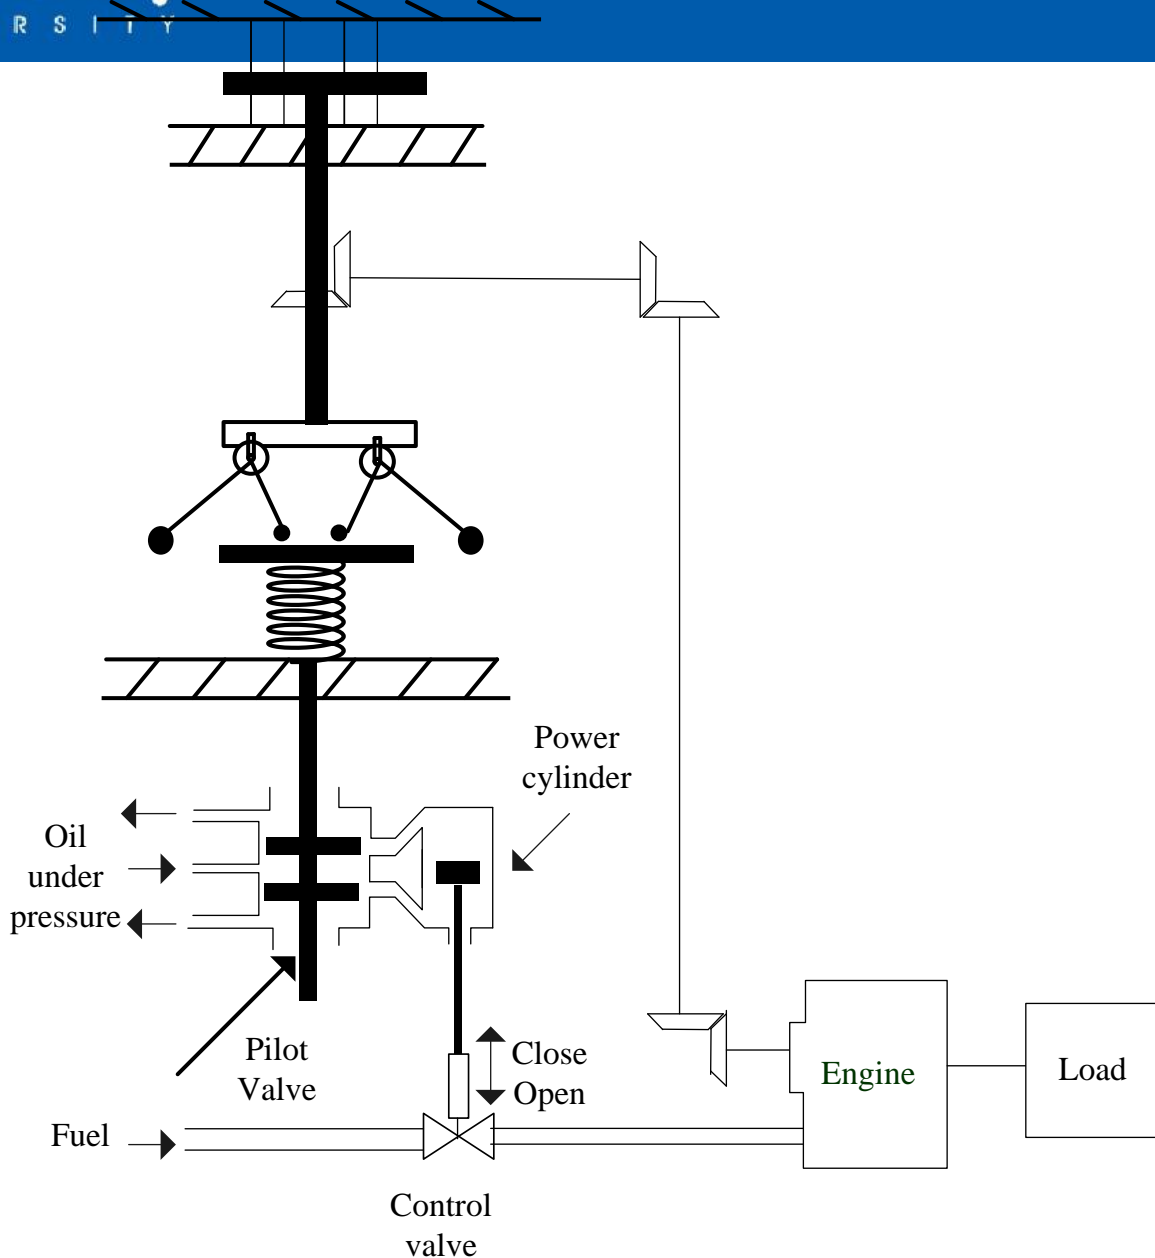 R S I T Y
Power
cylinder
Oil
under
pressure
Pilot
Valve
Close
Open
Engine
Load
Fuel
Control
valve